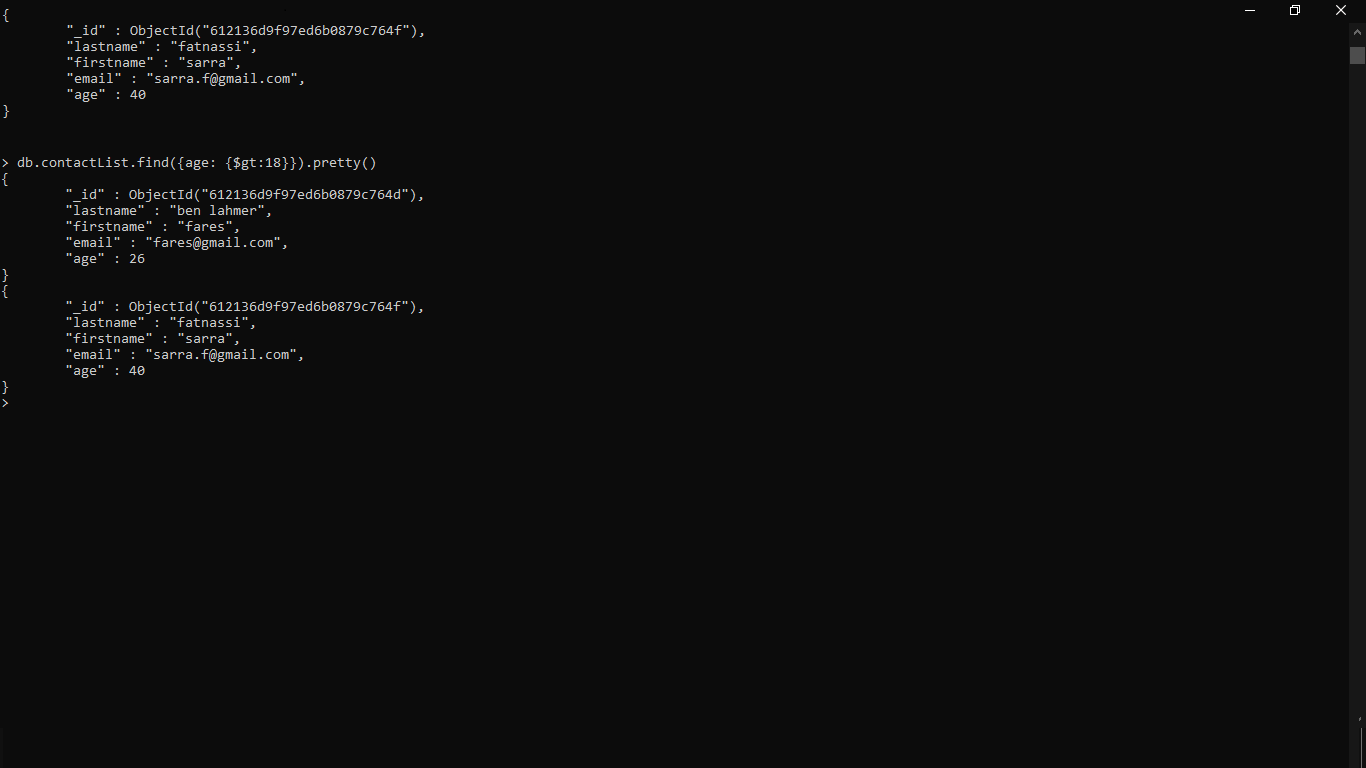 {
        "_id" : ObjectId("612136d9f97ed6b0879c764f"),
        "lastname" : "fatnassi",
        "firstname" : "sarra",
        "email" : "sarra.f@gmail.com",
        "age" : 40
}
> db.contactList.find({age: {$gt:18}}).pretty()
{
        "_id" : ObjectId("612136d9f97ed6b0879c764d"),
        "lastname" : "ben lahmer",
        "firstname" : "fares",
        "email" : "fares@gmail.com",
        "age" : 26
}
{
        "_id" : ObjectId("612136d9f97ed6b0879c764f"),
        "lastname" : "fatnassi",
        "firstname" : "sarra",
        "email" : "sarra.f@gmail.com",
        "age" : 40
}
>